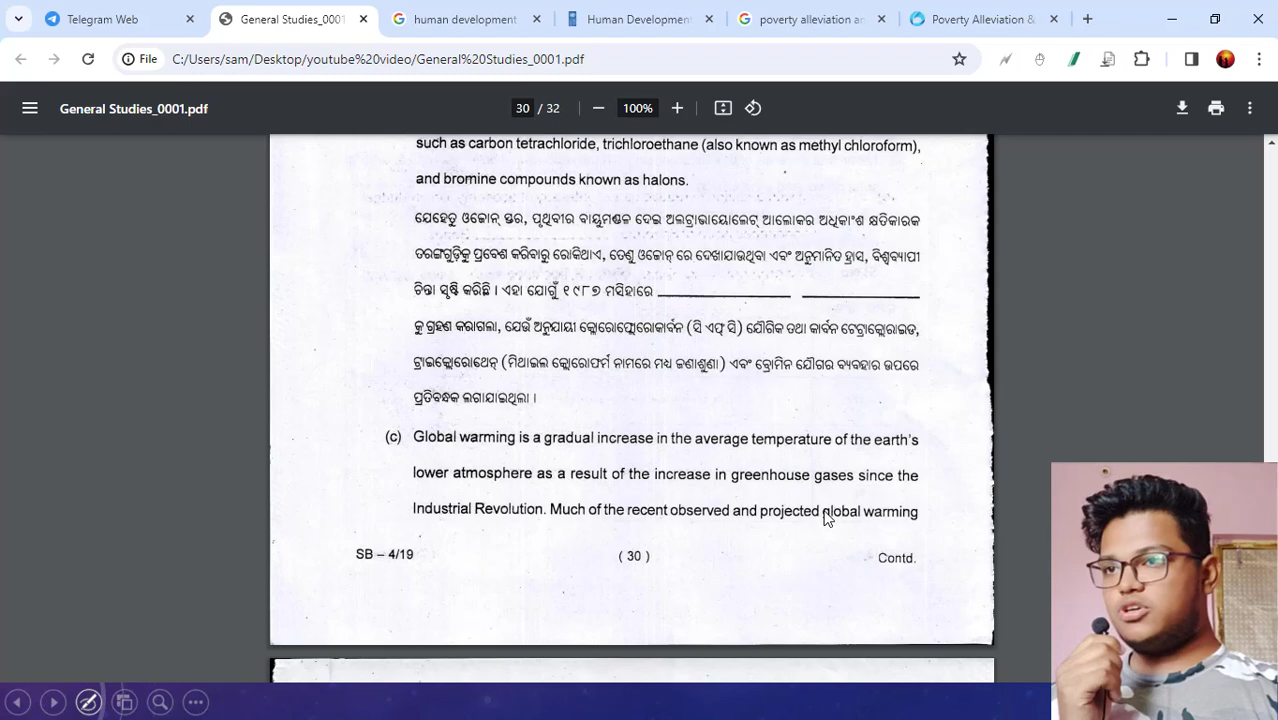 Telegram Web
General Studies_0001
human development
Human Development
poverty alleviation an
Poverty Alleviation &
File
C:/Users/sam/Desktop/youtube%20video/General%20Studies_0001.pdf
General Studies_0001.pdf
30 / 32
100%
such as carbon tetrachloride, trichloroethane (also known as methyl chloroform),
and bromine compounds known as halons.
ଯେହେତୁ ଓଜୋନ୍ ସ୍ତର, ପୃଥିବୀର ବାୟୁମଣ୍ଡଳ ଦେଇ ଅଲଟ୍ରାଭାୟୋଲେଟ୍ ଆଲୋକର ଅଧିକାଂଶ କ୍ଷତିକାରକ
ତରଙ୍ଗଗୁଡ଼ିକୁ ପ୍ରବେଶ କରିବାରୁ ରୋକିଥାଏ, ତେଣୁ ଓଜୋନ୍ ରେ ଦେଖାଯାଉଥିବା ଏବଂ ଅନୁମାନିତ ହ୍ରାସ, ବିଶ୍ୱବ୍ୟାପୀ
ଚିନ୍ତା ସୃଷ୍ଟି କରିଛି । ଏହା ଯୋଗୁଁ ୧୯୮୭ ମସିହାରେ
କୁ ଗ୍ରହଣ କରାଗଲା, ଯେଉଁ ଅନୁଯାୟୀ କ୍ଲୋରୋଫ୍ଲୋରୋକାର୍ବନ (ସି ଏଫ୍ ସି) ଯୌଗିକ ତଥା କାର୍ବନ ଟେଟ୍ରାକ୍ଲୋରାଇଡ,
ଟ୍ରାଇକ୍ଲୋରୋଥେନ୍ (ମିଥାଇଲ କ୍ଲୋରୋଫର୍ମ ନାମରେ ମଧ୍ୟ ଜଣାଶୁଣା) ଏବଂ ବ୍ରୋମିନ ଯୌଗର ବ୍ୟବହାର ଉପରେ
ପ୍ରତିବନ୍ଧକ ଲଗାଯାଇଥିଲା ।
(c) Global warming is a gradual increase in the average temperature of the earth's
lower atmosphere as a result of the increase in greenhouse gases since the
Industrial Revolution. Much of the recent observed and projected global warming
SB – 4/19
( 30 )
Contd.